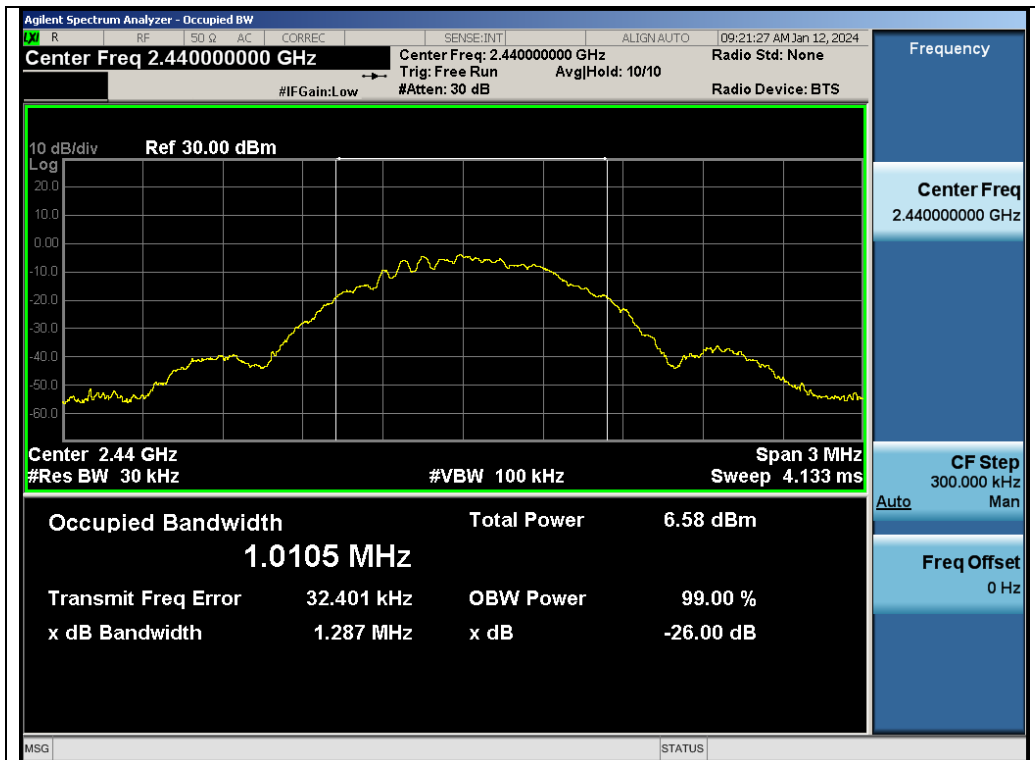 Agilent Spectrum Analyzer - Occupied BW
LXI R RF 50 Ω AC CORREC SENSE:INT ALIGN AUTO 09:21:27 AM Jan 12, 2024
Center Freq 2.440000000 GHz
Center Freq: 2.440000000 GHz Radio Std: None
Trig: Free Run Avg|Hold: 10/10
#IFGain:Low #Atten: 30 dB Radio Device: BTS
10 dB/div Ref 30.00 dBm
Log
20.0
10.0
0.00
-10.0
-20.0
-30.0
-40.0
-50.0
-60.0
Center 2.44 GHz Span 3 MHz
#Res BW 30 kHz #VBW 100 kHz Sweep 4.133 ms
Occupied Bandwidth Total Power 6.58 dBm
1.0105 MHz
Transmit Freq Error 32.401 kHz OBW Power 99.00 %
x dB Bandwidth 1.287 MHz x dB -26.00 dB
MSG STATUS
Frequency
Center Freq
2.440000000 GHz
CF Step
300.000 kHz
Auto Man
Freq Offset
0 Hz